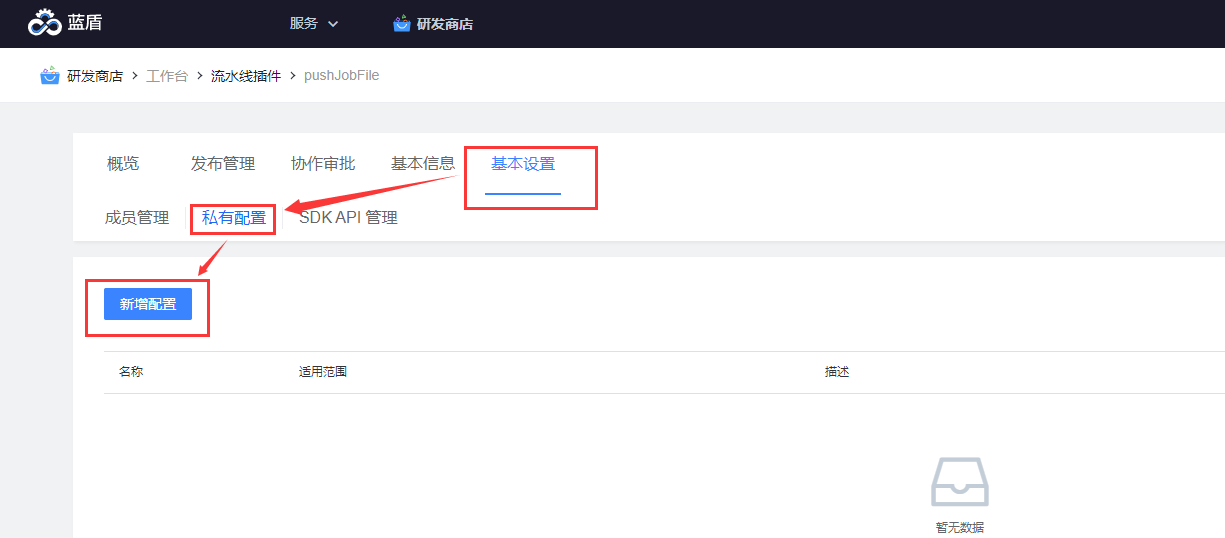 蓝盾 服务 研发商店
研发商店 > 工作台 > 流水线插件 > pushJobFile
概览 发布管理 协作审批 基本信息 基本设置
成员管理 私有配置 SDK API 管理
新增配置
名称 适用范围 描述
暂无数据